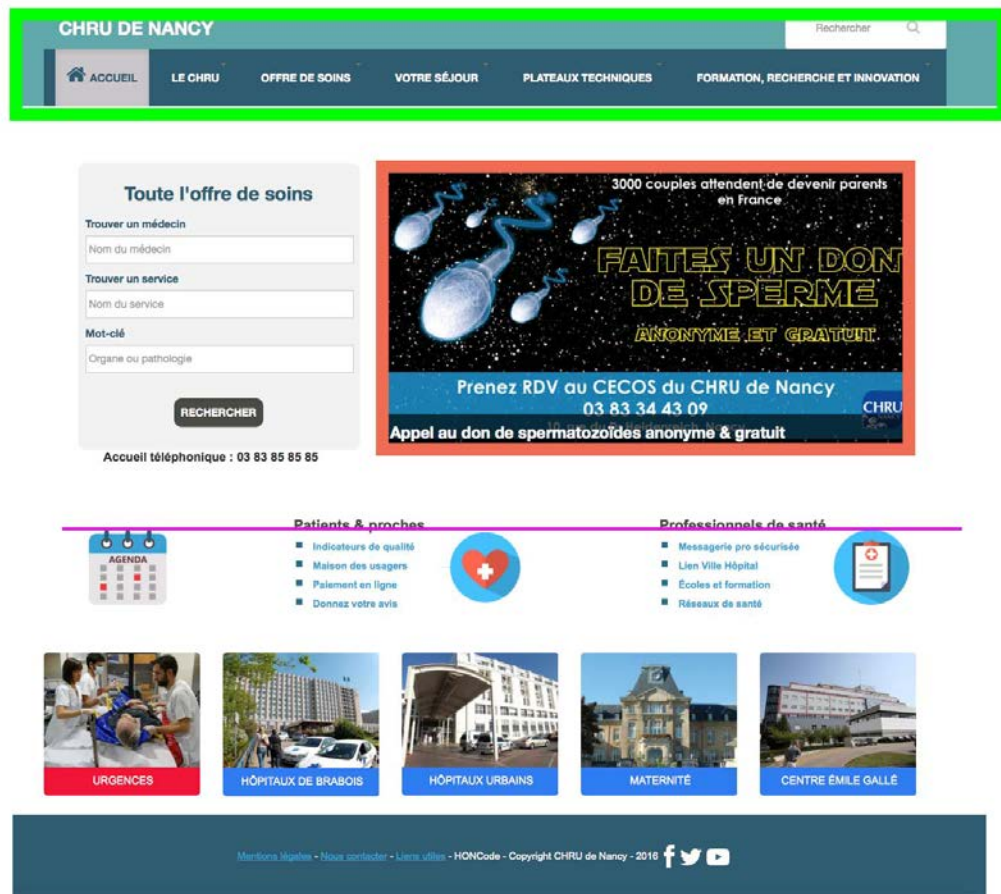 CHRU DE NANCY
Rechercher
ACCUEIL LE CHRU OFFRE DE SOINS VOTRE SÉJOUR PLATEAUX TECHNIQUES FORMATION, RECHERCHE ET INNOVATION
Toute l'offre de soins
Trouver un médecin
Nom du médecin
Trouver un service
Nom du service
Mot-clé
Organe ou pathologie
RECHERCHER
Accueil téléphonique : 03 83 85 85 85
3000 couples attendent de devenir parents
en France
FAITES UN DON
DE SPERME
ANONYME ET GRATUIT
Prenez RDV au CECOS du CHRU de Nancy
03 83 34 43 09
CHRU
Appel au don de spermatozoïdes anonyme & gratuit
AGENDA
Patients & proches
Indicateurs de qualité
Maison des usagers
Paiement en ligne
Donnez votre avis
Professionnels de santé
Messagerie pro sécurisée
Lien Ville Hôpital
Écoles et formation
Réseaux de santé
URGENCES
HÔPITAUX DE BRABOIS
HÔPITAUX URBAINS
MATERNITÉ
CENTRE ÉMILE GALLÉ
Mentions légales - Nous contacter - Liens utiles - HONCode - Copyright CHRU de Nancy - 2016